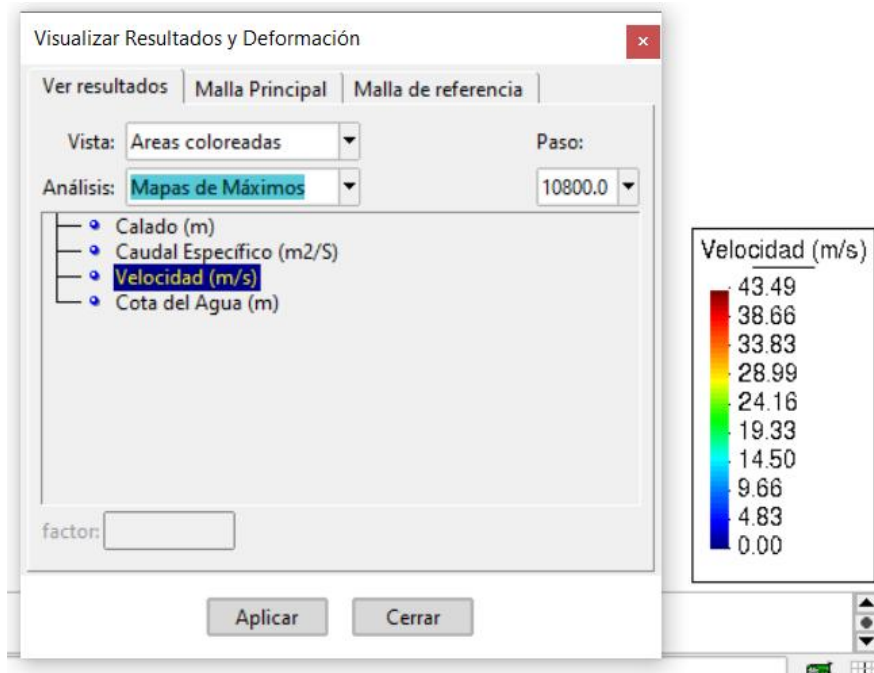 Visualizar Resultados y Deformación
Ver resultados Malla Principal Malla de referencia
Vista: Areas coloreadas Paso:
Análisis: Mapas de Máximos 10800.0
Calado (m)
Caudal Específico (m2/S)
Velocidad (m/s)
Cota del Agua (m)
factor:
Aplicar Cerrar
Velocidad (m/s)
43.49
38.66
33.83
28.99
24.16
19.33
14.50
9.66
4.83
0.00